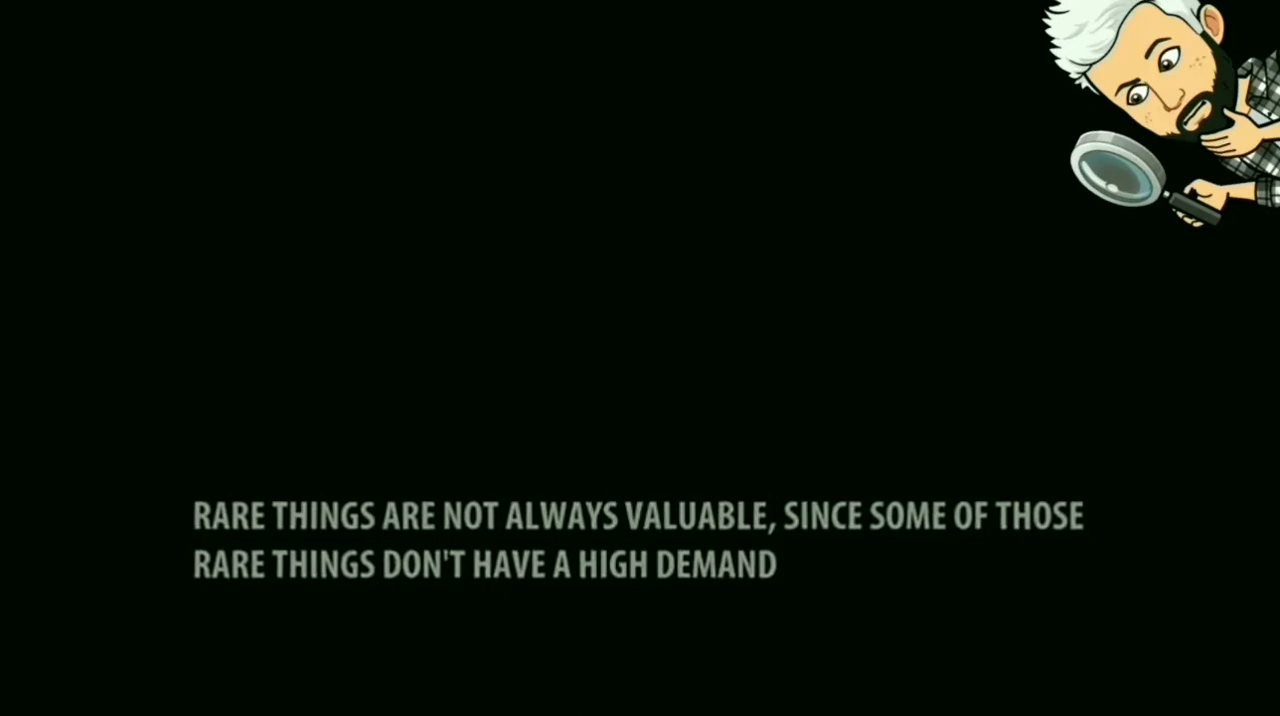 RARE THINGS ARE NOT ALWAYS VALUABLE, SINCE SOME OF THOSE
RARE THINGS DON'T HAVE A HIGH DEMAND